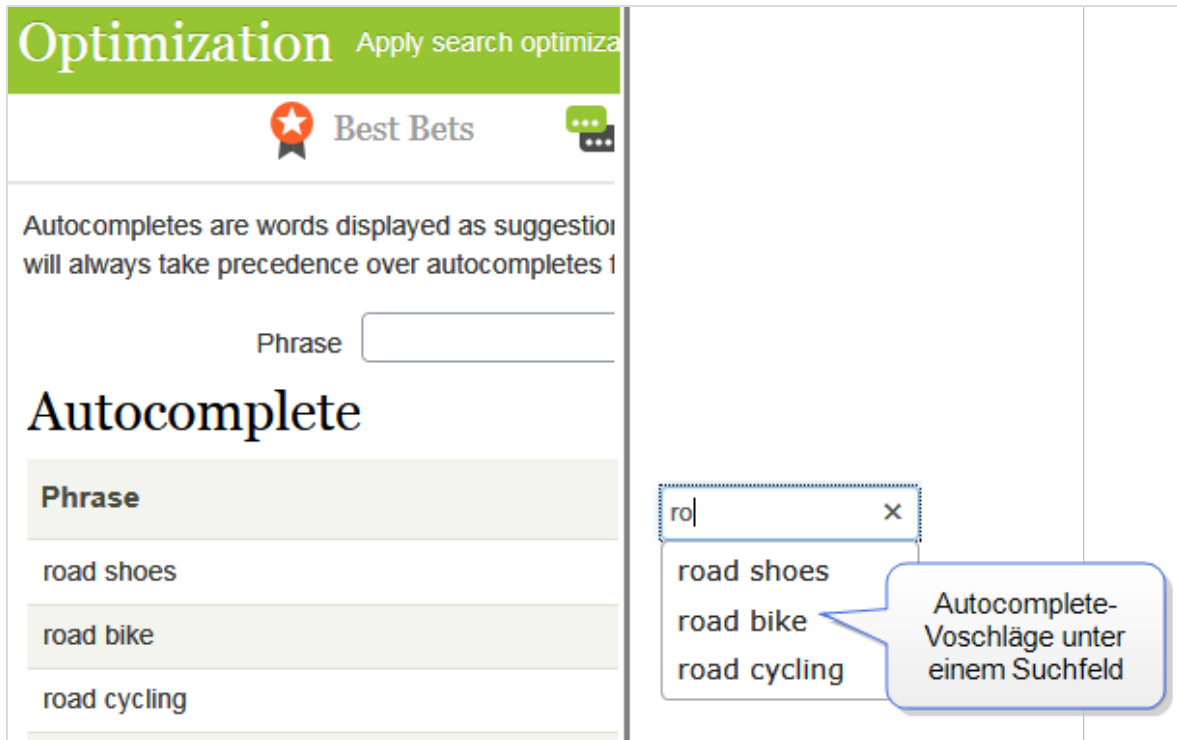 Optimization Apply search optimiza
Best Bets
Autocompletes are words displayed as suggestion
will always take precedence over autocompletes f
Phrase
Autocomplete
Phrase
road shoes
road bike
road cycling
ro
road shoes
road bike
road cycling
Autocomplete-
Voschläge unter
einem Suchfeld